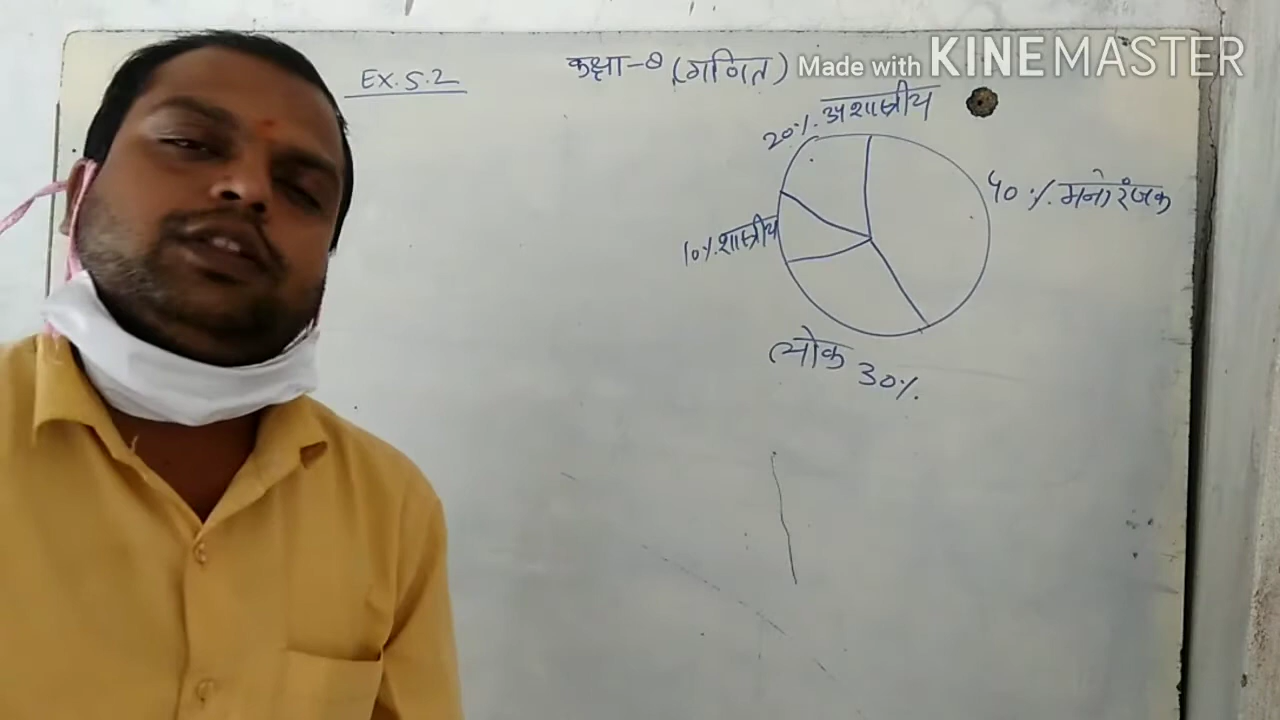 EX.5.2
कक्षा-8 (गणित)
Made with KINEMASTER
20%. अशास्त्रीय
40%. मनोरंजक
10%. शास्त्रीय
लोक 30%.